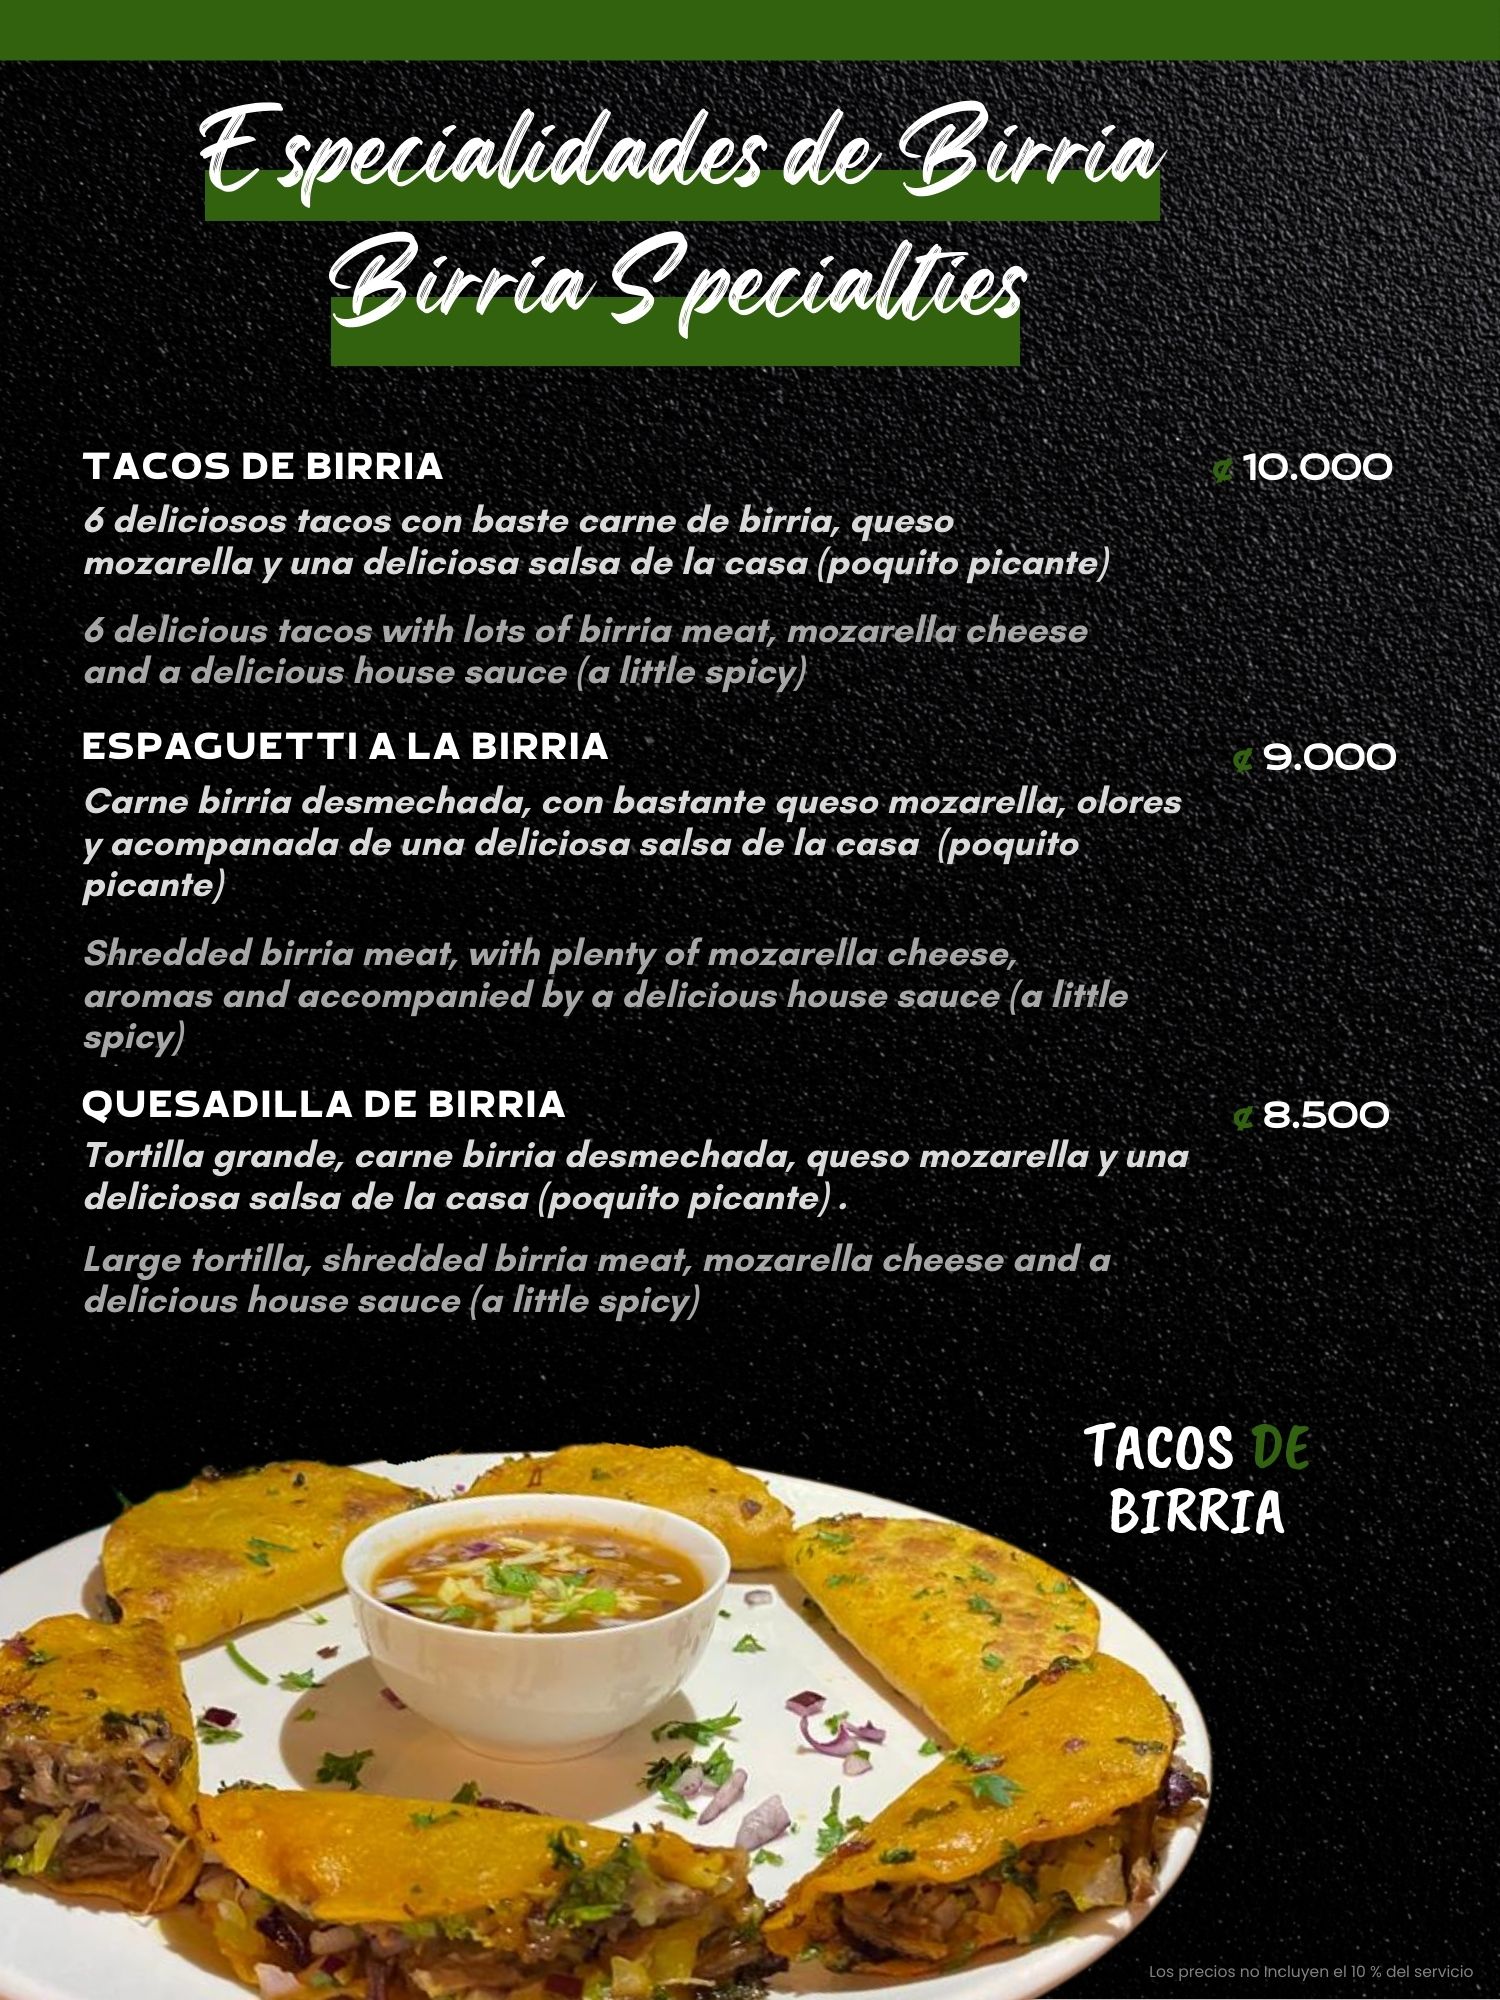 Especialidades de Birria
Birria Specialties
TACOS DE BIRRIA
₡ 10.000
6 deliciosos tacos con baste carne de birria, queso
mozarella y una deliciosa salsa de la casa (poquito picante)
6 delicious tacos with lots of birria meat, mozarella cheese
and a delicious house sauce (a little spicy)
ESPAGUETTI A LA BIRRIA
₡ 9.000
Carne birria desmechada, con bastante queso mozarella, olores
y acompanada de una deliciosa salsa de la casa (poquito
picante)
Shredded birria meat, with plenty of mozarella cheese,
aromas and accompanied by a delicious house sauce (a little
spicy)
QUESADILLA DE BIRRIA
₡ 8.500
Tortilla grande, carne birria desmechada, queso mozarella y una
deliciosa salsa de la casa (poquito picante) .
Large tortilla, shredded birria meat, mozarella cheese and a
delicious house sauce (a little spicy)
TACOS DE
BIRRIA
Los precios no Incluyen el 10 % del servicio